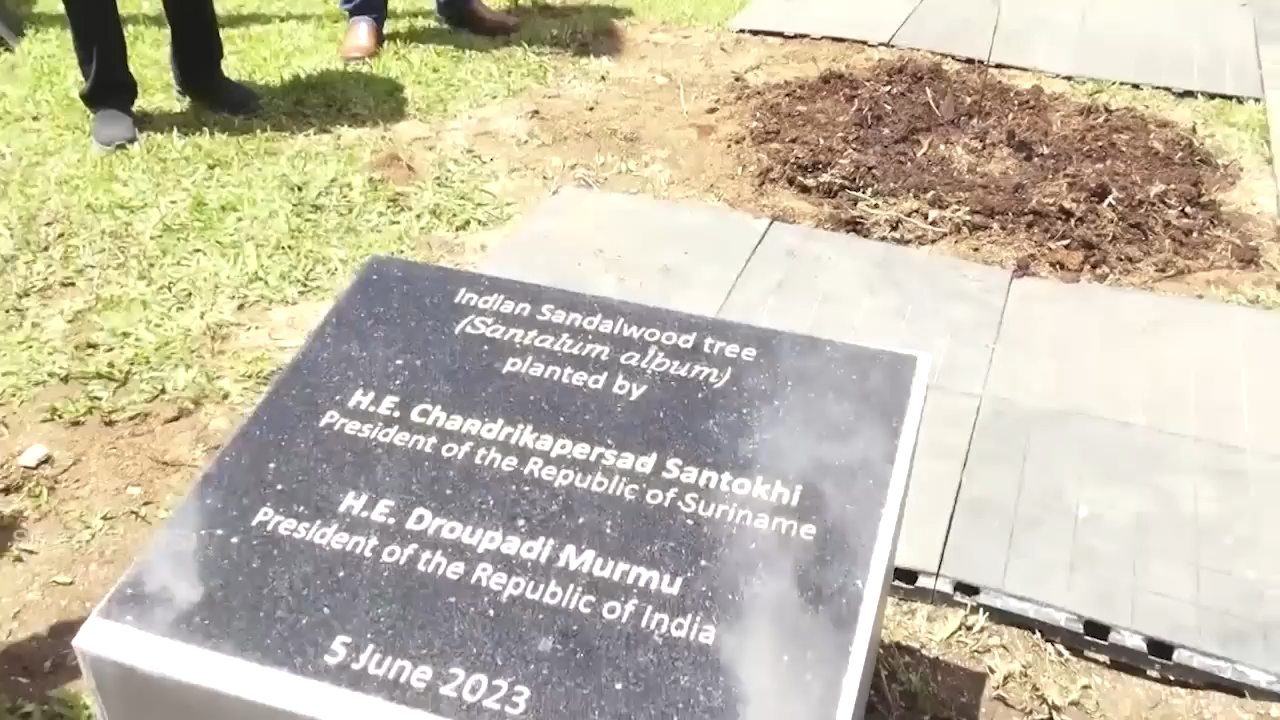 Indian Sandalwood tree
(Santalum album)
planted by
H.E. Chandrikapersad Santokhi
President of the Republic of Suriname
H.E. Droupadi Murmu
President of the Republic of India
5 June 2023